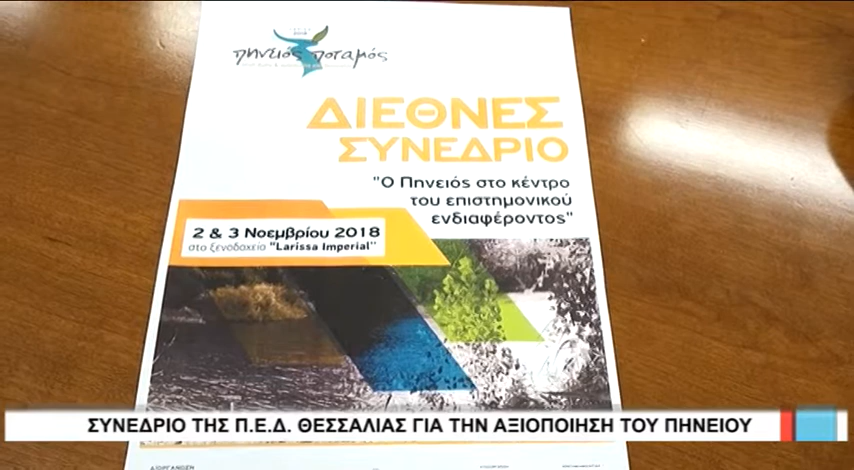 πηνειός ποταμός
ΔΙΕΘΝΕΣ
ΣΥΝΕΔΡΙΟ
"Ο Πηνειός στο κέντρο
του επιστημονικού
ενδιαφέροντος"
2 & 3 Νοεμβρίου 2018
στο ξενοδοχείο "Larissa Imperial"
ΣΥΝΕΔΡΙΟ ΤΗΣ Π.Ε.Δ. ΘΕΣΣΑΛΙΑΣ ΓΙΑ ΤΗΝ ΑΞΙΟΠΟΙΗΣΗ ΤΟΥ ΠΗΝΕΙΟΥ